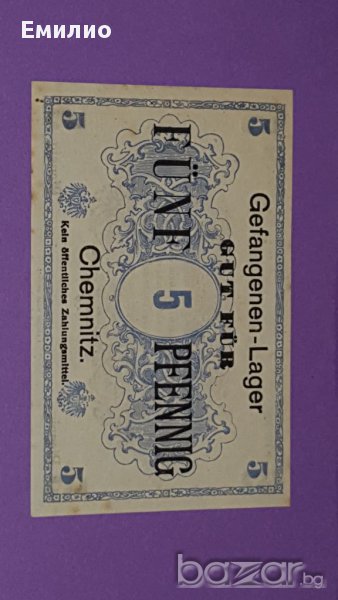 Емилио
5 5
Gefangenen-Lager
GUT FÜR
FÜNF 5 PFENNIG
Chemnitz.
Kein öffentliches Zahlungsmittel.
5 5
bazar.bg